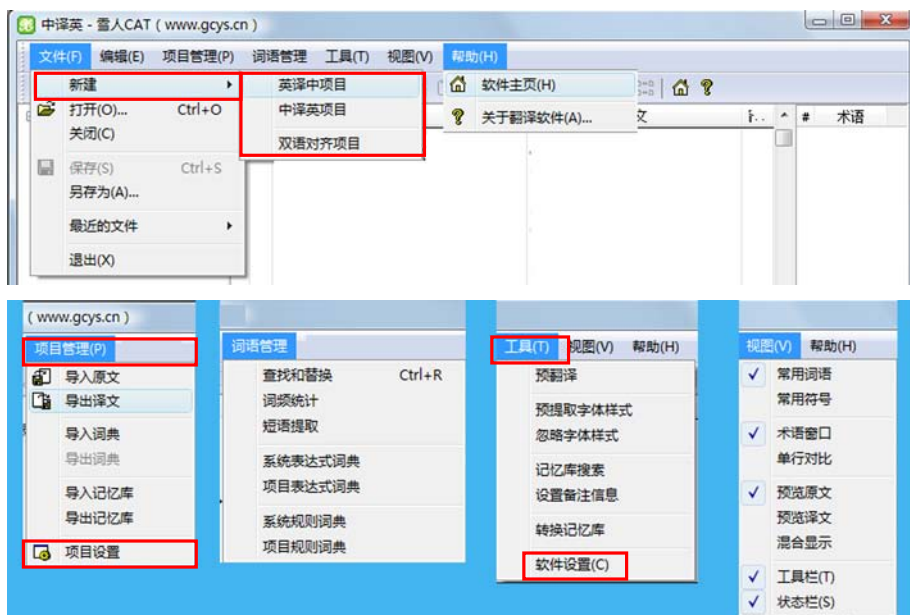 中译英 - 雪人CAT ( www.gcys.cn )
文件(F) 编辑(E) 项目管理(P) 词语管理 工具(T) 视图(V) 帮助(H)
新建
打开(O)... Ctrl+O
关闭(C)
保存(S) Ctrl+S
另存为(A)...
最近的文件
退出(X)
英译中项目
中译英项目
双语对齐项目
软件主页(H)
关于翻译软件(A)...
文
# 术语
( www.gcys.cn )
项目管理(P)
导入原文
导出译文
导入词典
导出词典
导入记忆库
导出记忆库
项目设置
词语管理
查找和替换 Ctrl+R
词频统计
短语提取
系统表达式词典
项目表达式词典
系统规则词典
项目规则词典
工具(T) 视图(V) 帮助(H)
预翻译
预提取字体样式
忽略字体样式
记忆库搜索
设置备注信息
转换记忆库
软件设置(C)
视图(V) 帮助(H)
常用词语
常用符号
术语窗口
单行对比
预览原文
预览译文
混合显示
工具栏(T)
状态栏(S)